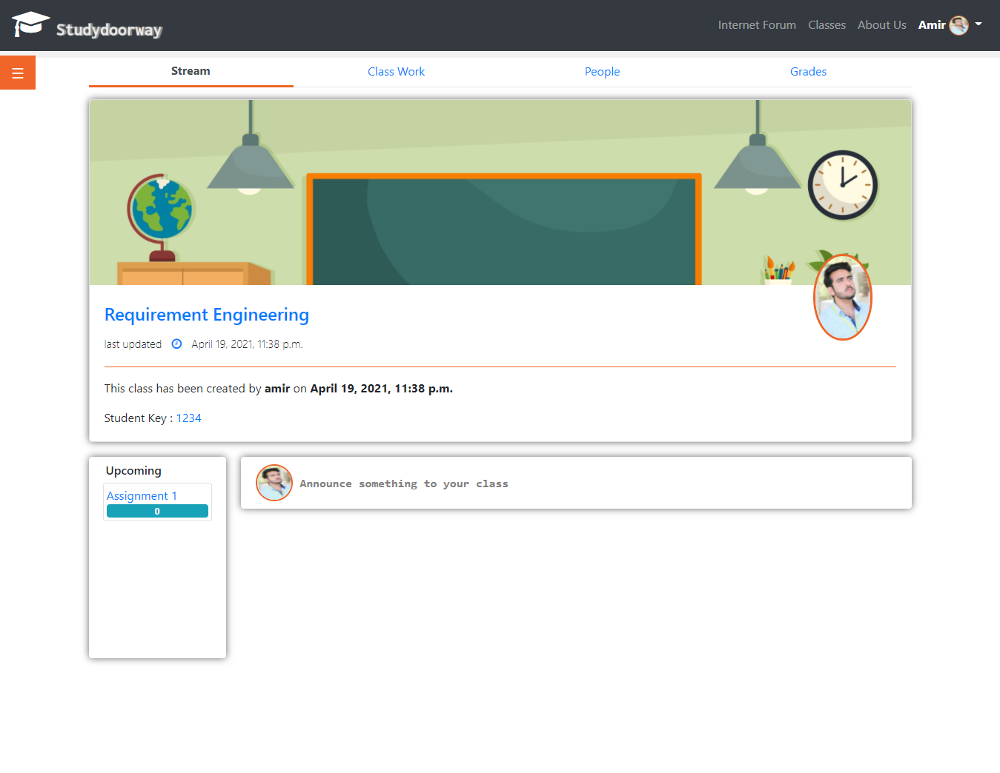 Studydoorway
Internet Forum Classes About Us Amir
Stream Class Work People Grades
Requirement Engineering
last updated April 19, 2021, 11:38 p.m.
This class has been created by amir on April 19, 2021, 11:38 p.m.
Student Key : 1234
Upcoming
Assignment 1
0
Announce something to your class